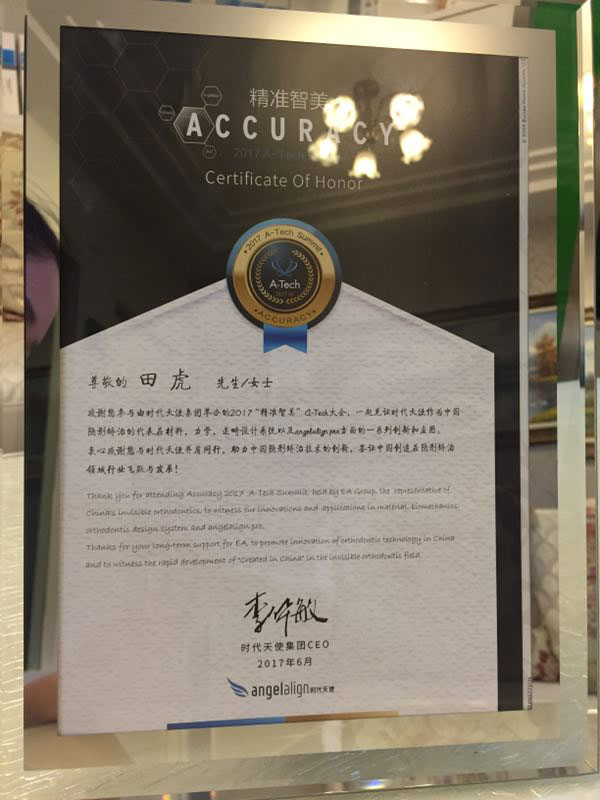 精准智美
ACCURACY
2017 A-Tech
Certificate Of Honor
2017 A-Tech Summit
A-Tech
ACCURACY
尊敬的 田虎 先生/女士
感谢您参与由时代天使集团举办的2017“精准智美”A-Tech大会，一起见证时代天使作为中国
隐形矫治的代表在材料，力学，正畸设计系统以及angelalign pro方面的一系列创新和应用。
衷心感谢您与时代天使并肩同行，助力中国隐形矫治技术的创新，鉴证中国创造在隐形矫治
领域行业飞跃与发展！
Thank you for attending Accuracy 2017 A-Tech Summit held by EA Group, the representative of
China's invisible orthodontics, to witness our innovations and applications in material, biomechanics,
orthodontic design system and angelalign pro.
Thanks for your long-term support for EA, to promote innovation of orthodontic technology in China
and to witness the rapid development of "Created in China" in the invisible orthodontic field.
时代天使集团CEO
2017年6月
angelalign时代天使